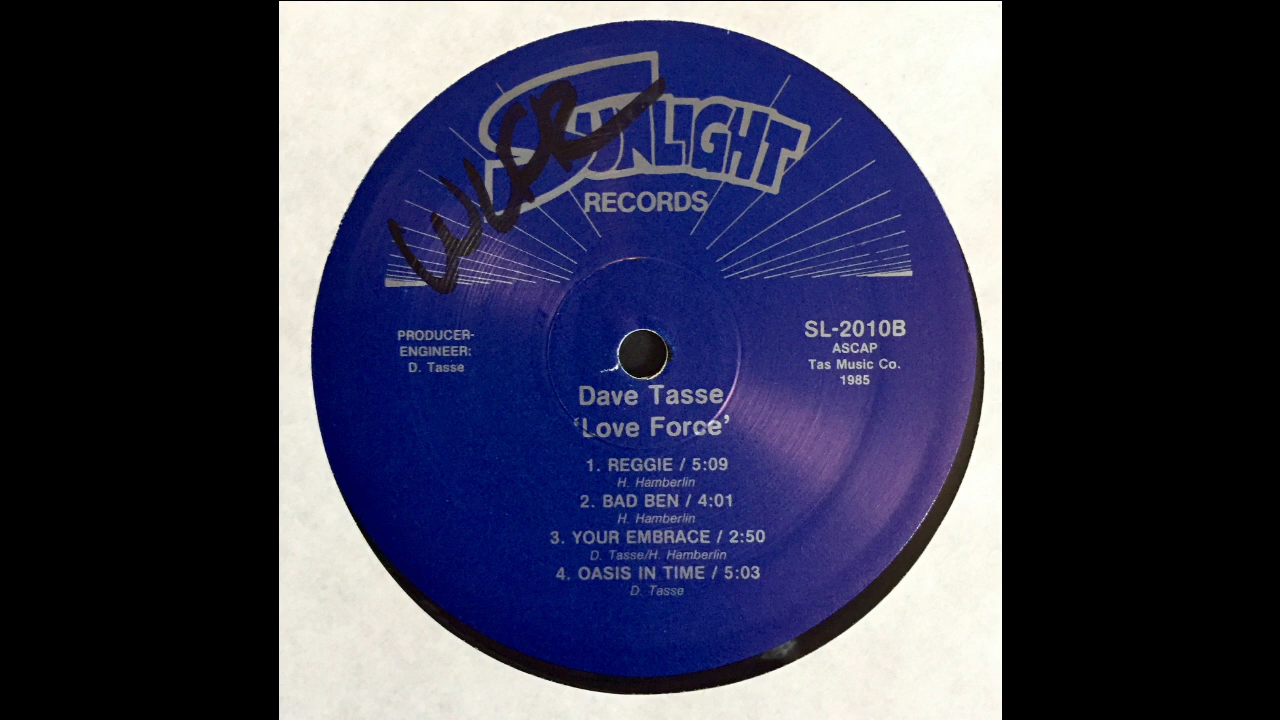 SUNLIGHT
RECORDS
WUPR
PRODUCER-
ENGINEER:
D. Tasse
SL-2010B
ASCAP
Tas Music Co.
1985
Dave Tasse
‘Love Force’
1. REGGIE / 5:09
H. Hamberlin
2. BAD BEN / 4:01
H. Hamberlin
3. YOUR EMBRACE / 2:50
D. Tasse/H. Hamberlin
4. OASIS IN TIME / 5:03
D. Tasse